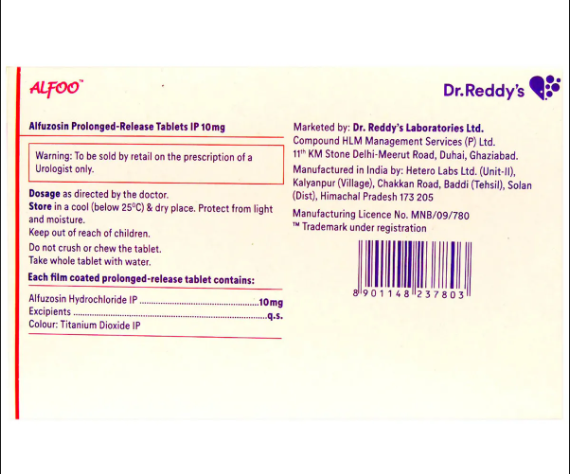 ALFOO™
Dr.Reddy's
Alfuzosin Prolonged-Release Tablets IP 10mg
Warning: To be sold by retail on the prescription of a
Urologist only.
Dosage as directed by the doctor.
Store in a cool (below 25°C) & dry place. Protect from light
and moisture.
Keep out of reach of children.
Do not crush or chew the tablet.
Take whole tablet with water.
Each film coated prolonged-release tablet contains:
Alfuzosin Hydrochloride IP ........................................10mg
Excipients .................................................................q.s.
Colour: Titanium Dioxide IP
Marketed by: Dr. Reddy's Laboratories Ltd.
Compound HLM Management Services (P) Ltd.
11th KM Stone Delhi-Meerut Road, Duhai, Ghaziabad.
Manufactured in India by: Hetero Labs Ltd. (Unit-II),
Kalyanpur (Village), Chakkan Road, Baddi (Tehsil), Solan
(Dist), Himachal Pradesh 173 205
Manufacturing Licence No. MNB/09/780
™ Trademark under registration
8 901148 237803